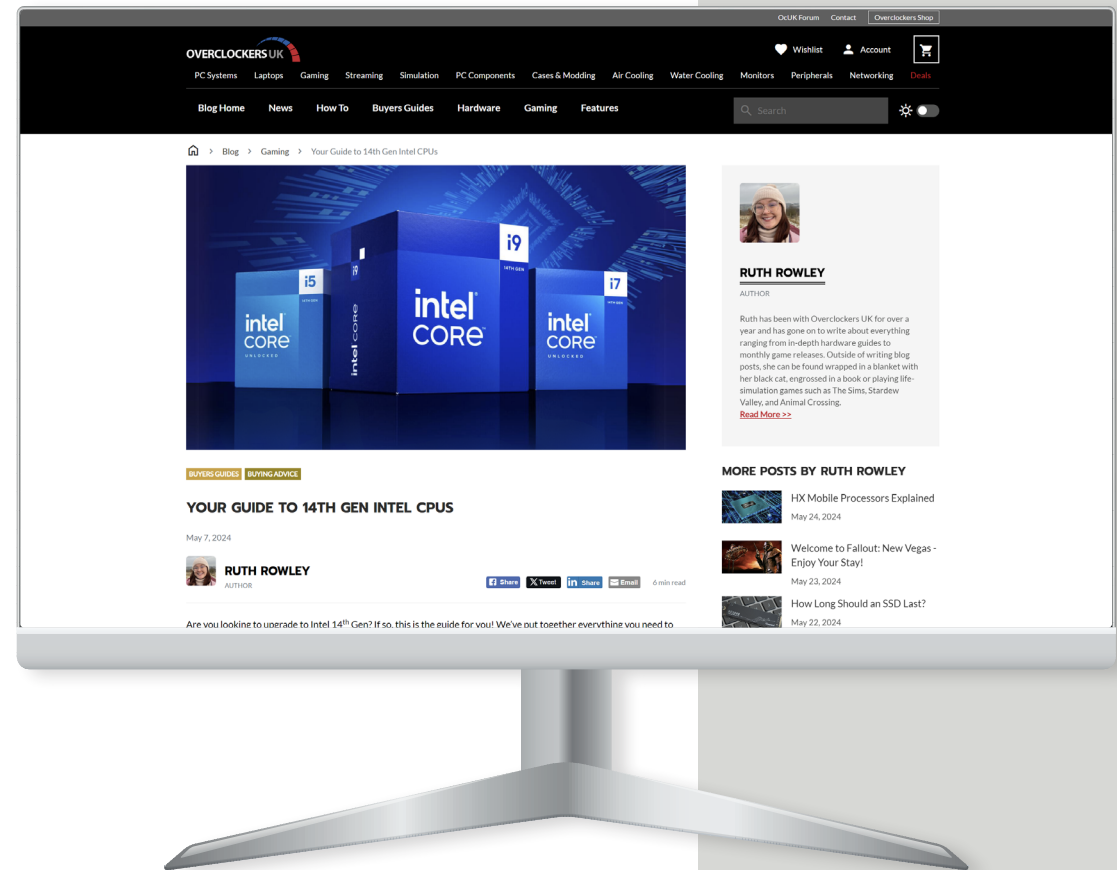 OcUK Forum Contact Overclockers Shop
OVERCLOCKERS UK
Wishlist Account
PC Systems Laptops Gaming Streaming Simulation PC Components Cases & Modding Air Cooling Water Cooling Monitors Peripherals Networking Deals
Blog Home News How To Buyers Guides Hardware Gaming Features
Search
> Blog > Gaming > Your Guide to 14th Gen Intel CPUs
i5
14TH GEN
intel
CORE
UNLOCKED
i9
intel CORE
i9
14TH GEN
intel
CORE
i7
14TH GEN
intel
CORE
UNLOCKED
BUYERS GUIDES BUYING ADVICE
YOUR GUIDE TO 14TH GEN INTEL CPUS
May 7, 2024
RUTH ROWLEY
AUTHOR
Share Tweet Share Email 6 min read
Are you looking to upgrade to Intel 14th Gen? If so, this is the guide for you! We've put together everything you need to
RUTH ROWLEY
AUTHOR
Ruth has been with Overclockers UK for over a
year and has gone on to write about everything
ranging from in-depth hardware guides to
monthly game releases. Outside of writing blog
posts, she can be found wrapped in a blanket with
her black cat, engrossed in a book or playing life-
simulation games such as The Sims, Stardew
Valley, and Animal Crossing.
Read More >>
MORE POSTS BY RUTH ROWLEY
HX Mobile Processors Explained
May 24, 2024
Welcome to Fallout: New Vegas -
Enjoy Your Stay!
May 23, 2024
How Long Should an SSD Last?
May 22, 2024